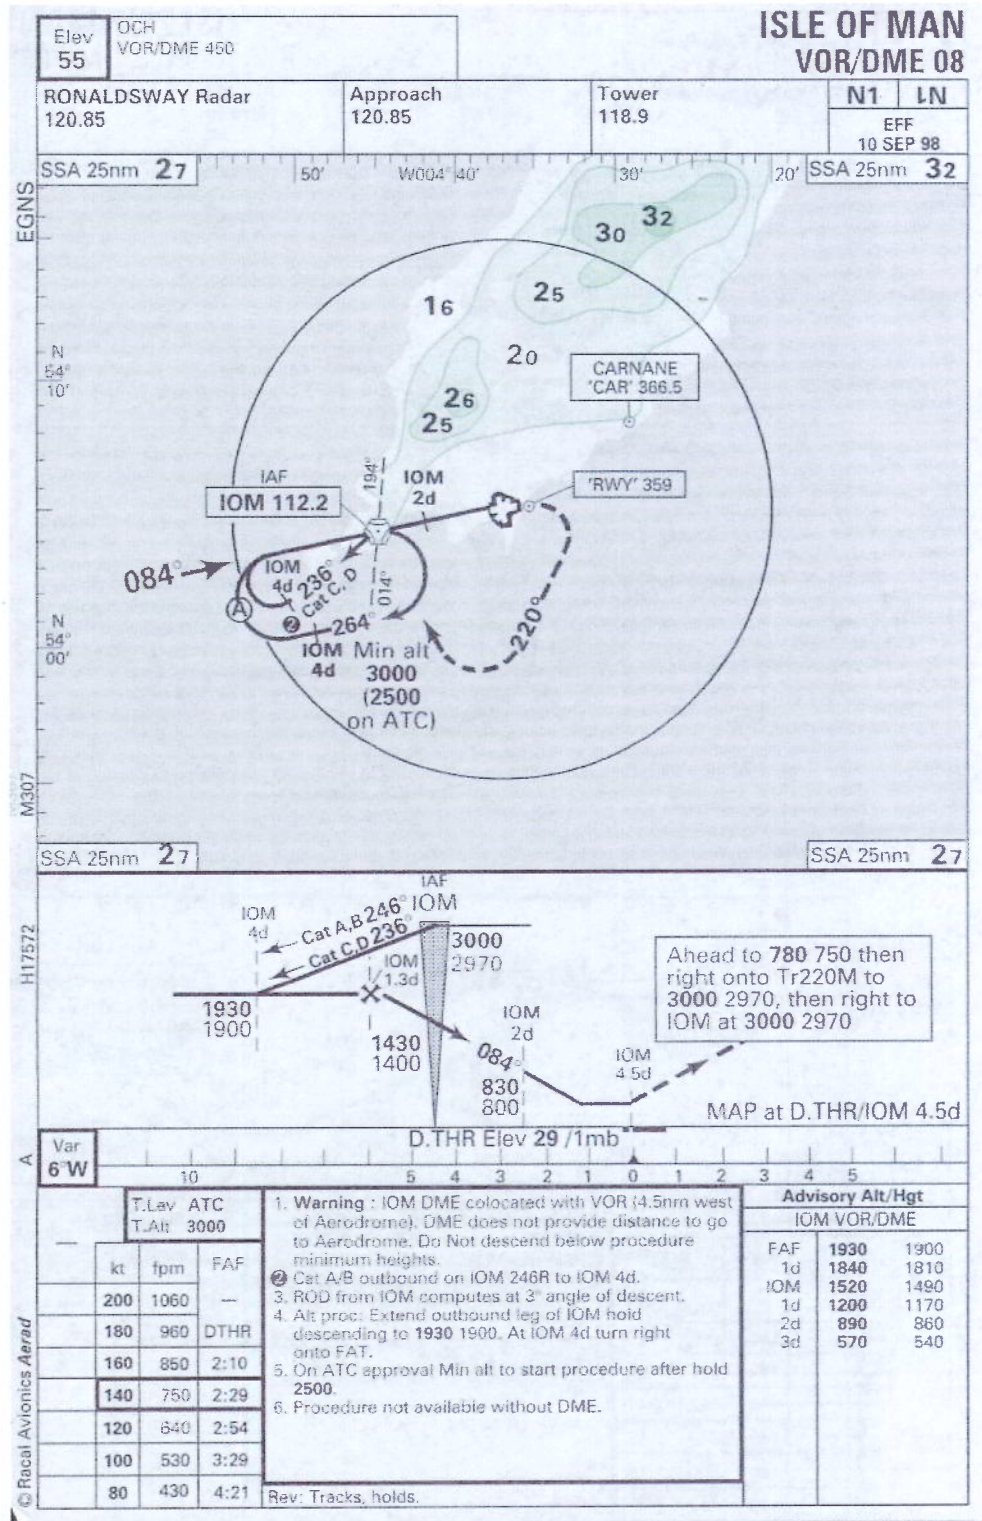 ISLE OF MAN
VOR/DME 08
Elev
55
OCH
VOR/DME 450
RONALDSWAY Radar
120.85
Approach
120.85
Tower
118.9
N1
EFF
10 SEP 98
SSA 25nm 27
50'
W004° 40'
30'
20'
SSA 25nm 32
EGNS
32
30
25
16
20
26
25
N
54°
10'
CARNANE
'CAR' 366.5
IAF
IOM 112.2
194°
IOM
2d
'RWY' 359
084°
IOM
4d
236°
Cat C,D
014°
A
2
264°
220°
N
54°
00'
IOM
4d
Min alt
3000
(2500
on ATC)
M307
SSA 25nm 27
SSA 25nm 27
H17572
IAF
IOM
IOM
4d
Cat A,B 246°
Cat C,D 236°
IOM
1.3d
3000
2970
1930
1900
1430
1400
084°
IOM
2d
830
800
IOM
4.5d
Ahead to 780 750 then
right onto Tr220M to
3000 2970, then right to
IOM at 3000 2970
MAP at D.THR/IOM 4.5d
D.THR Elev 29 /1mb
A
Var
6°W
10 5 4 3 2 1 0 1 2 3 4 5
T.Lev ATC
T.Alt 3000
kt fpm FAF
200 1060 —
180 960 DTHR
160 850 2:10
140 750 2:29
120 640 2:54
100 530 3:29
80 430 4:21
1. Warning : IOM DME colocated with VOR (4.5nm west
of Aerodrome). DME does not provide distance to go
to Aerodrome. Do Not descend below procedure
minimum heights.
2 Cat A/B outbound on IOM 246R to IOM 4d.
3. ROD from IOM computes at 3° angle of descent.
4. Alt proc: Extend outbound leg of IOM hold
descending to 1930 1900. At IOM 4d turn right
onto FAT.
5. On ATC approval Min alt to start procedure after hold
2500.
6. Procedure not available without DME.
Rev: Tracks, holds.
Advisory Alt/Hgt
IOM VOR/DME
FAF 1930 1900
1d 1840 1810
IOM 1520 1490
1d 1200 1170
2d 890 860
3d 570 540
© Racal Avionics Aerad